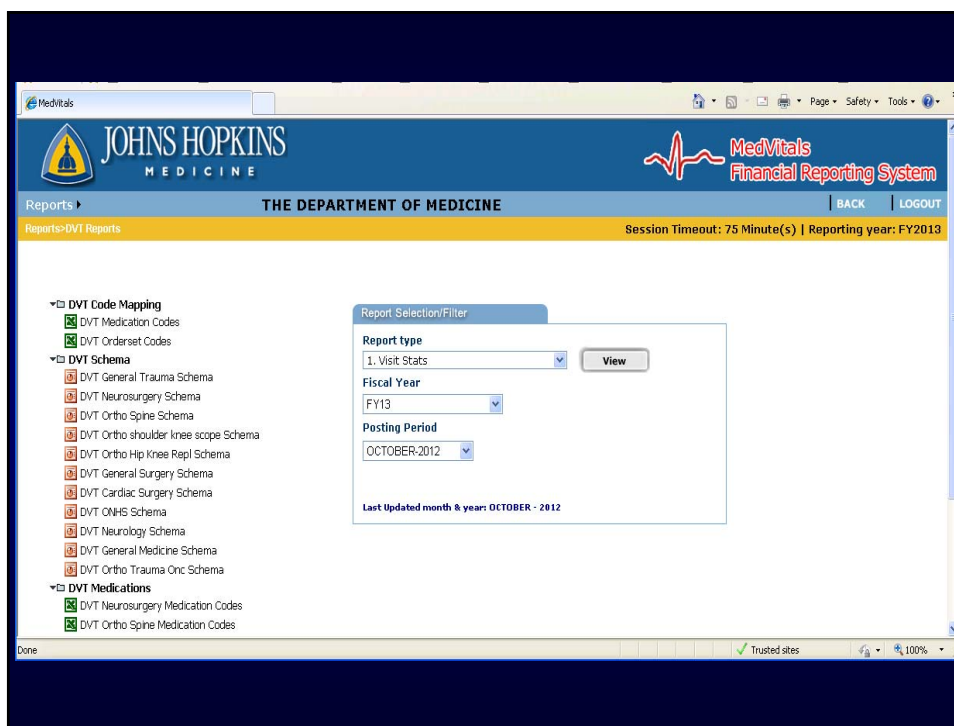 MedVitals
Page Safety Tools
JOHNS HOPKINS
MEDICINE
MedVitals
Financial Reporting System
Reports
THE DEPARTMENT OF MEDICINE
BACK
LOGOUT
Reports>DVT Reports
Session Timeout: 75 Minute(s) | Reporting year: FY2013
DVT Code Mapping
DVT Medication Codes
DVT Orderset Codes
DVT Schema
DVT General Trauma Schema
DVT Neurosurgery Schema
DVT Ortho Spine Schema
DVT Ortho shoulder knee scope Schema
DVT Ortho Hip Knee Repl Schema
DVT General Surgery Schema
DVT Cardiac Surgery Schema
DVT ONHS Schema
DVT Neurology Schema
DVT General Medicine Schema
DVT Ortho Trauma Onc Schema
DVT Medications
DVT Neurosurgery Medication Codes
DVT Ortho Spine Medication Codes
Report Selection/Filter
Report type
1. Visit Stats
View
Fiscal Year
FY13
Posting Period
OCTOBER-2012
Last Updated month & year: OCTOBER - 2012
Done
Trusted sites
100%